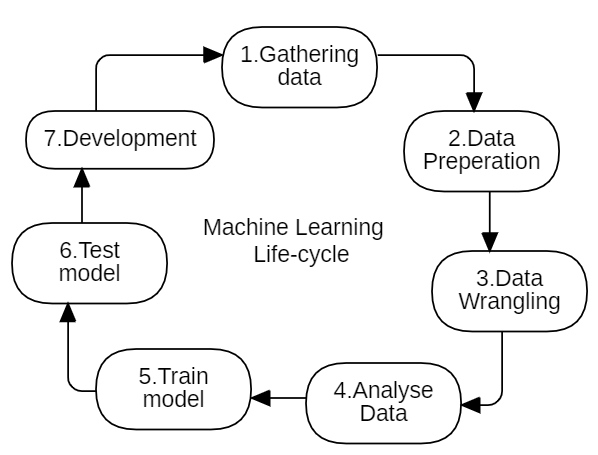 1.Gathering
data
2.Data
Preperation
3.Data
Wrangling
4.Analyse
Data
5.Train
model
6.Test
model
7.Development
Machine Learning
Life-cycle